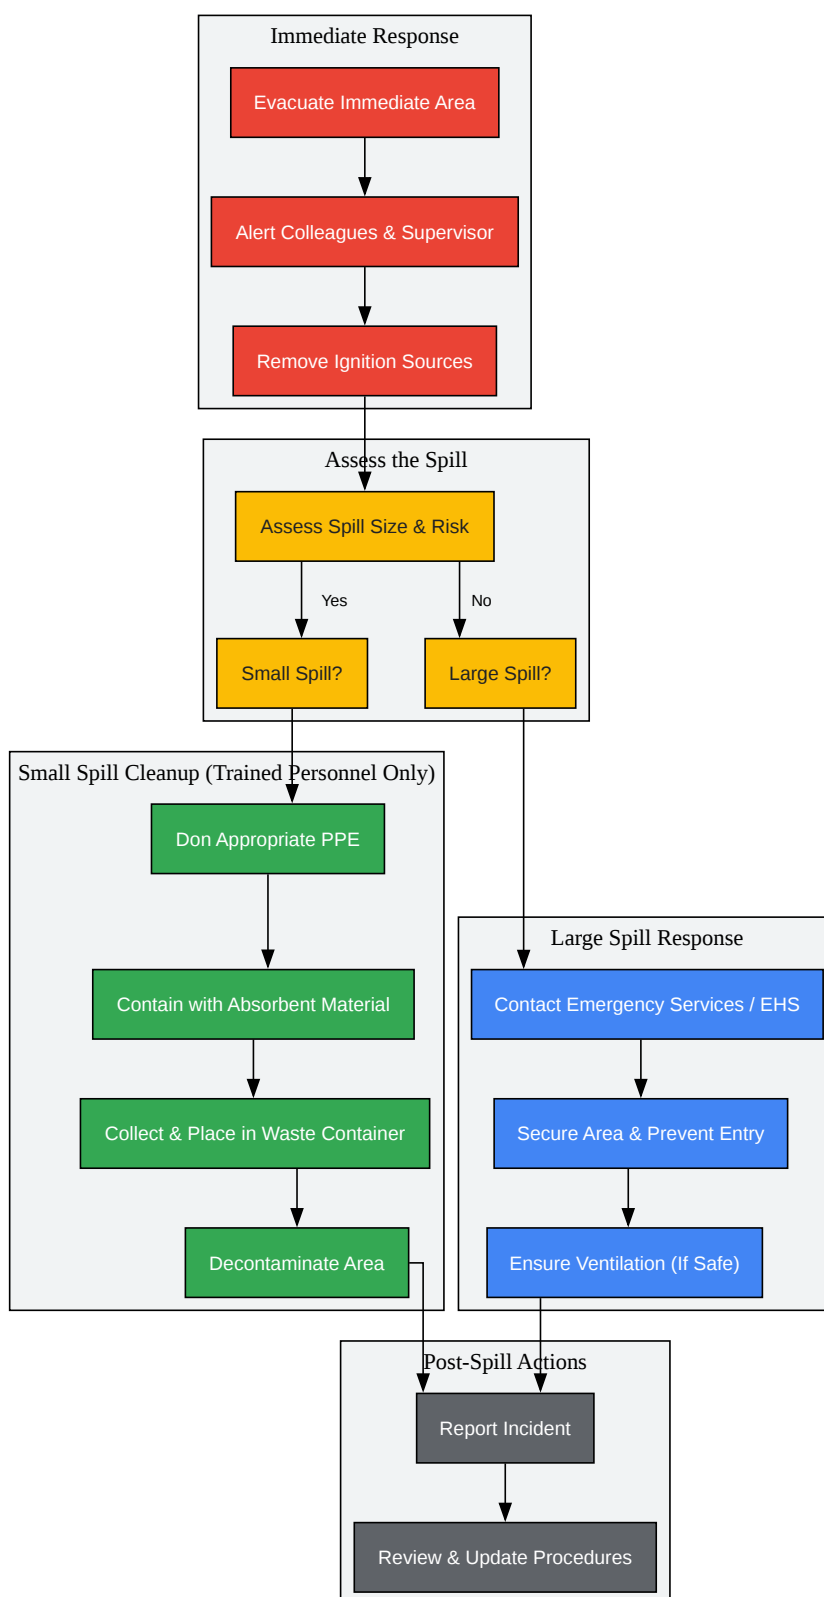 Immediate Response
Evacuate Immediate Area
Alert Colleagues & Supervisor
Remove Ignition Sources
Assess the Spill
Assess Spill Size & Risk
Yes
No
Small Spill?
Large Spill?
Small Spill Cleanup (Trained Personnel Only)
Don Appropriate PPE
Contain with Absorbent Material
Collect & Place in Waste Container
Decontaminate Area
Large Spill Response
Contact Emergency Services / EHS
Secure Area & Prevent Entry
Ensure Ventilation (If Safe)
Post-Spill Actions
Report Incident
Review & Update Procedures